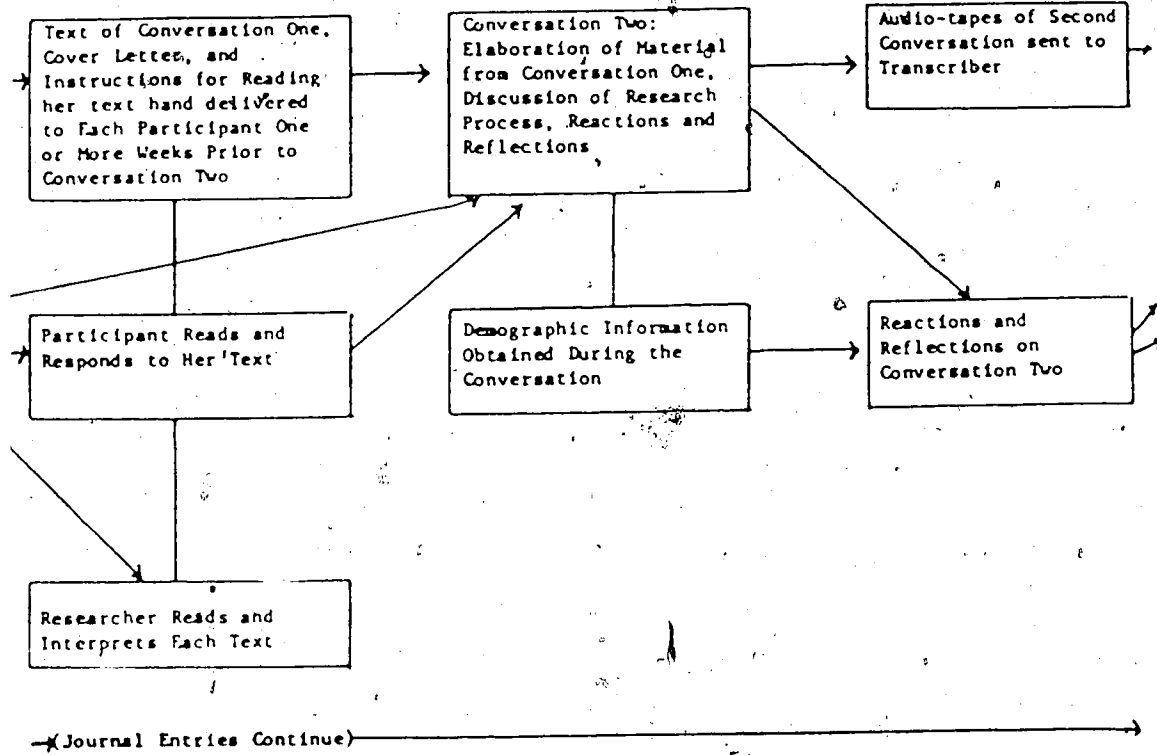 Text of Conversation One,
Cover Letter, and
Instructions for Reading
her text hand delivered
to Each Participant One
or More Weeks Prior to
Conversation Two
Conversation Two:
Elaboration of Material
from Conversation One,
Discussion of Research
Process, Reactions and
Reflections
Audio-tapes of Second
Conversation sent to
Transcriber
Participant Reads and
Responds to Her Text
Demographic Information
Obtained During the
Conversation
Reactions and
Reflections on
Conversation Two
Researcher Reads and
Interprets Each Text
(Journal Entries Continue)